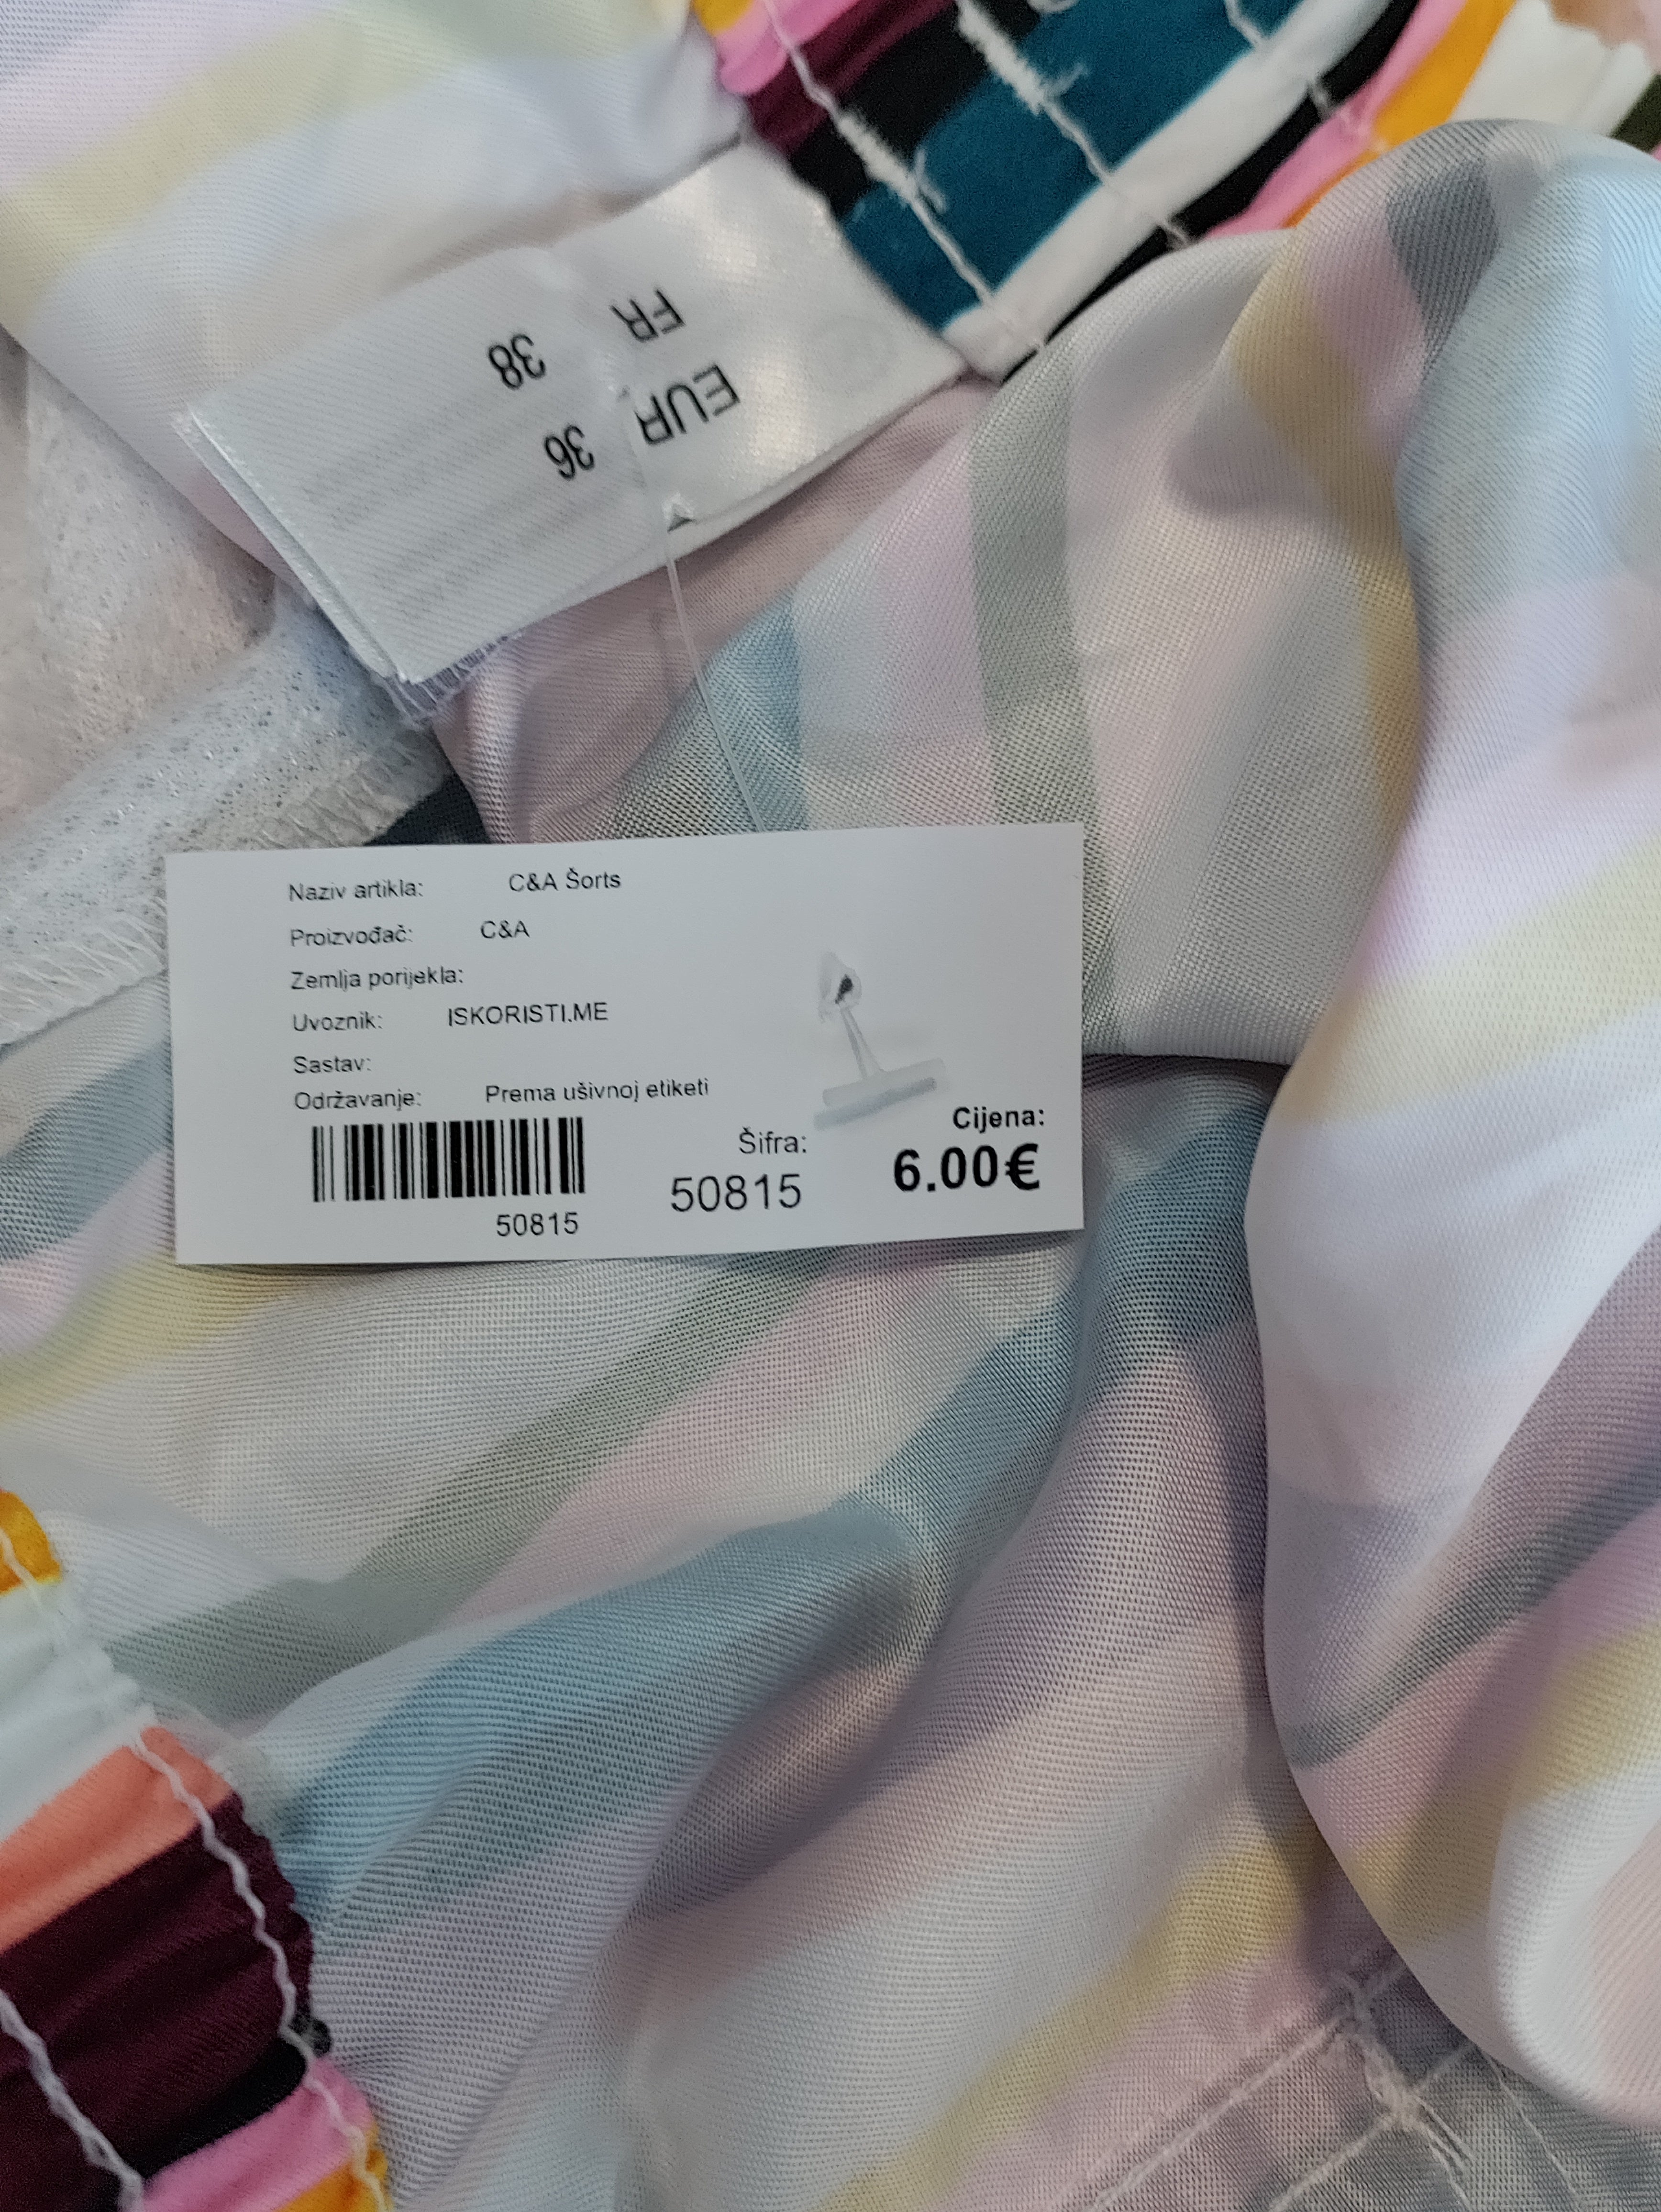 EUR 36
FR 38
Naziv artikla: C&A Šorts
Proizvođač: C&A
Zemlja porijekla:
Uvoznik: ISKORISTI.ME
Sastav:
Održavanje: Prema ušivnoj etiketi
50815
Šifra:
50815
Cijena:
6.00€